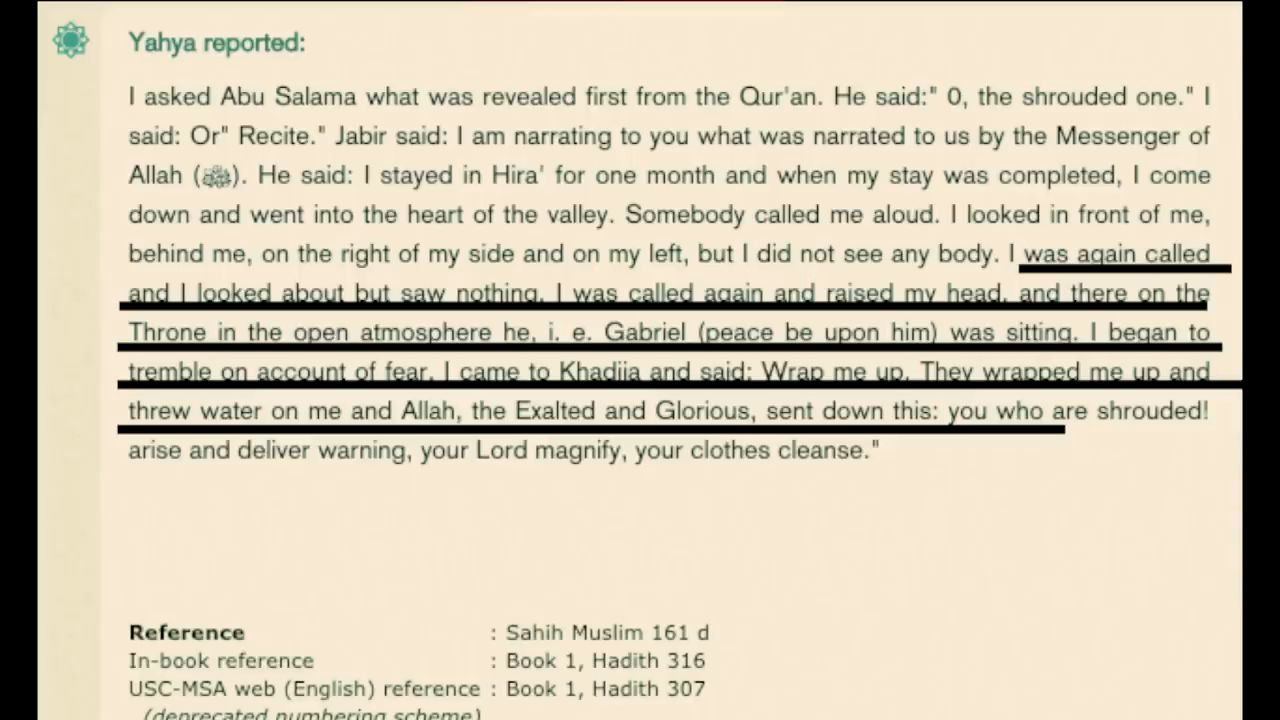 Yahya reported:
I asked Abu Salama what was revealed first from the Qur'an. He said:" 0, the shrouded one." I
said: Or" Recite." Jabir said: I am narrating to you what was narrated to us by the Messenger of
Allah (ﷺ). He said: I stayed in Hira' for one month and when my stay was completed, I come
down and went into the heart of the valley. Somebody called me aloud. I looked in front of me,
behind me, on the right of my side and on my left, but I did not see any body. I was again called
and I looked about but saw nothing. I was called again and raised my head, and there on the
Throne in the open atmosphere he, i. e. Gabriel (peace be upon him) was sitting. I began to
tremble on account of fear. I came to Khadija and said: Wrap me up. They wrapped me up and
threw water on me and Allah, the Exalted and Glorious, sent down this: you who are shrouded!
arise and deliver warning, your Lord magnify, your clothes cleanse."
Reference : Sahih Muslim 161 d
In-book reference : Book 1, Hadith 316
USC-MSA web (English) reference : Book 1, Hadith 307
(deprecated numbering scheme)